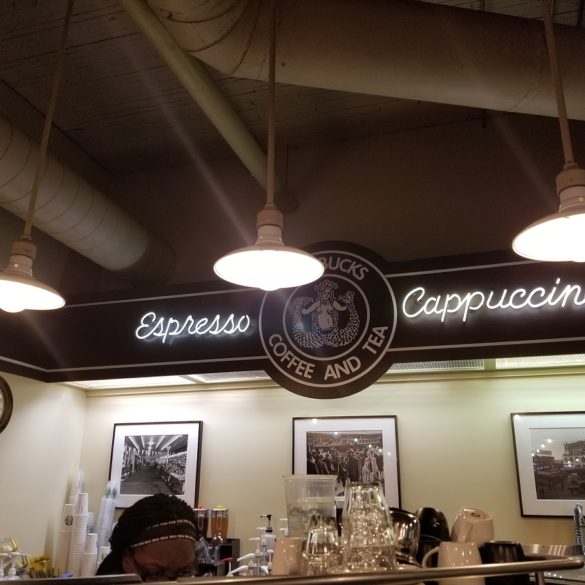 Espresso
BUCKS
COFFEE AND TEA
Cappuccin